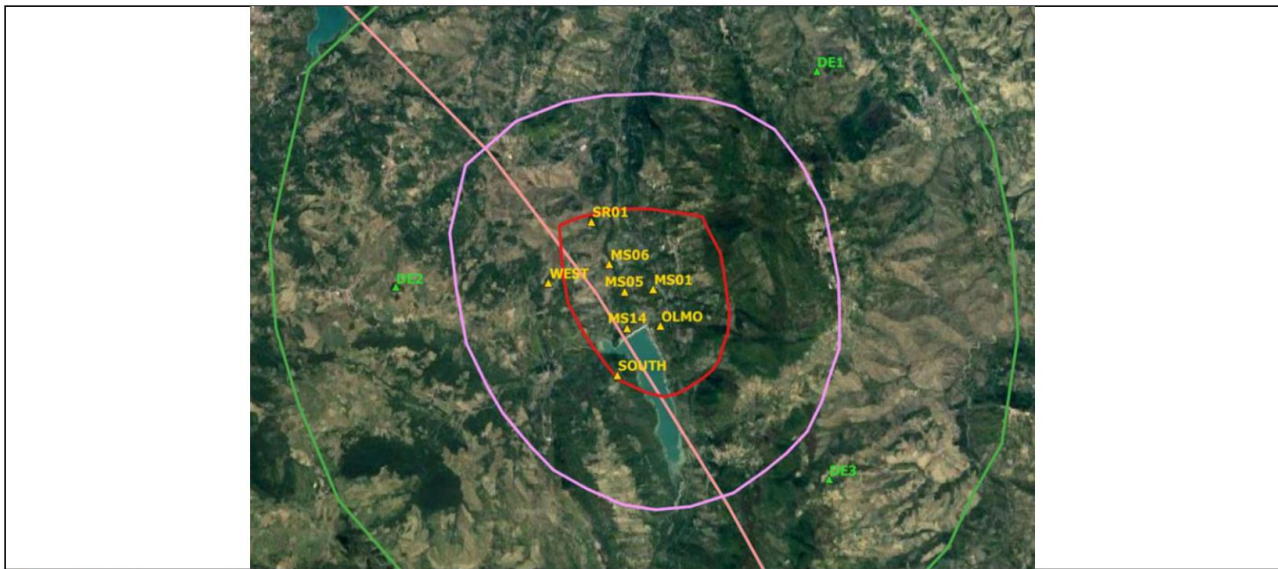 DE1
SR01
MS06
WEST
DE2
MS05
MS01
MS14
OLMO
SOUTH
DE3